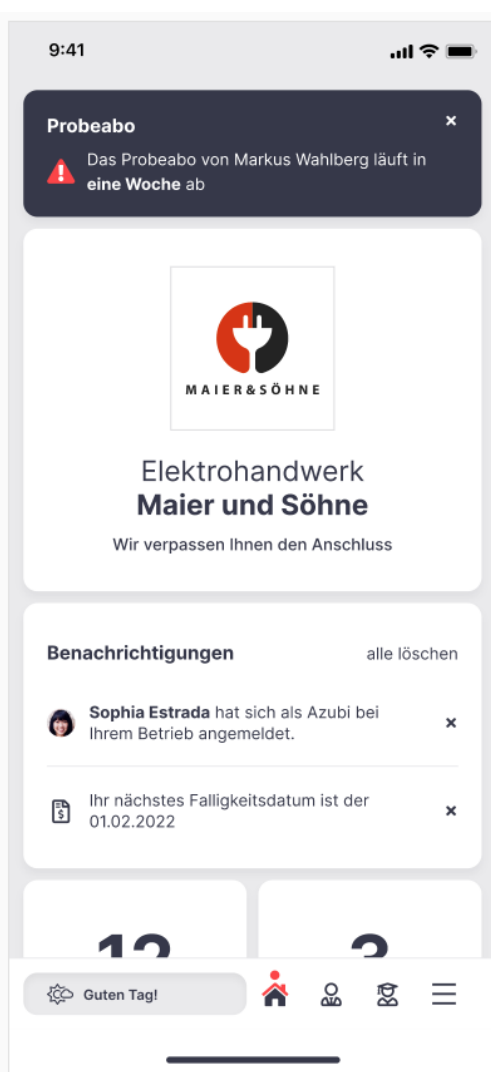 9:41
Probeabo
Das Probeabo von Markus Wahlberg läuft in
eine Woche ab
MAIER&SÖHNE
Elektrohandwerk
Maier und Söhne
Wir verpassen Ihnen den Anschluss
Benachrichtigungen alle löschen
Sophia Estrada hat sich als Azubi bei
Ihrem Betrieb angemeldet.
Ihr nächstes Falligkeitsdatum ist der
01.02.2022
12 3
Guten Tag!